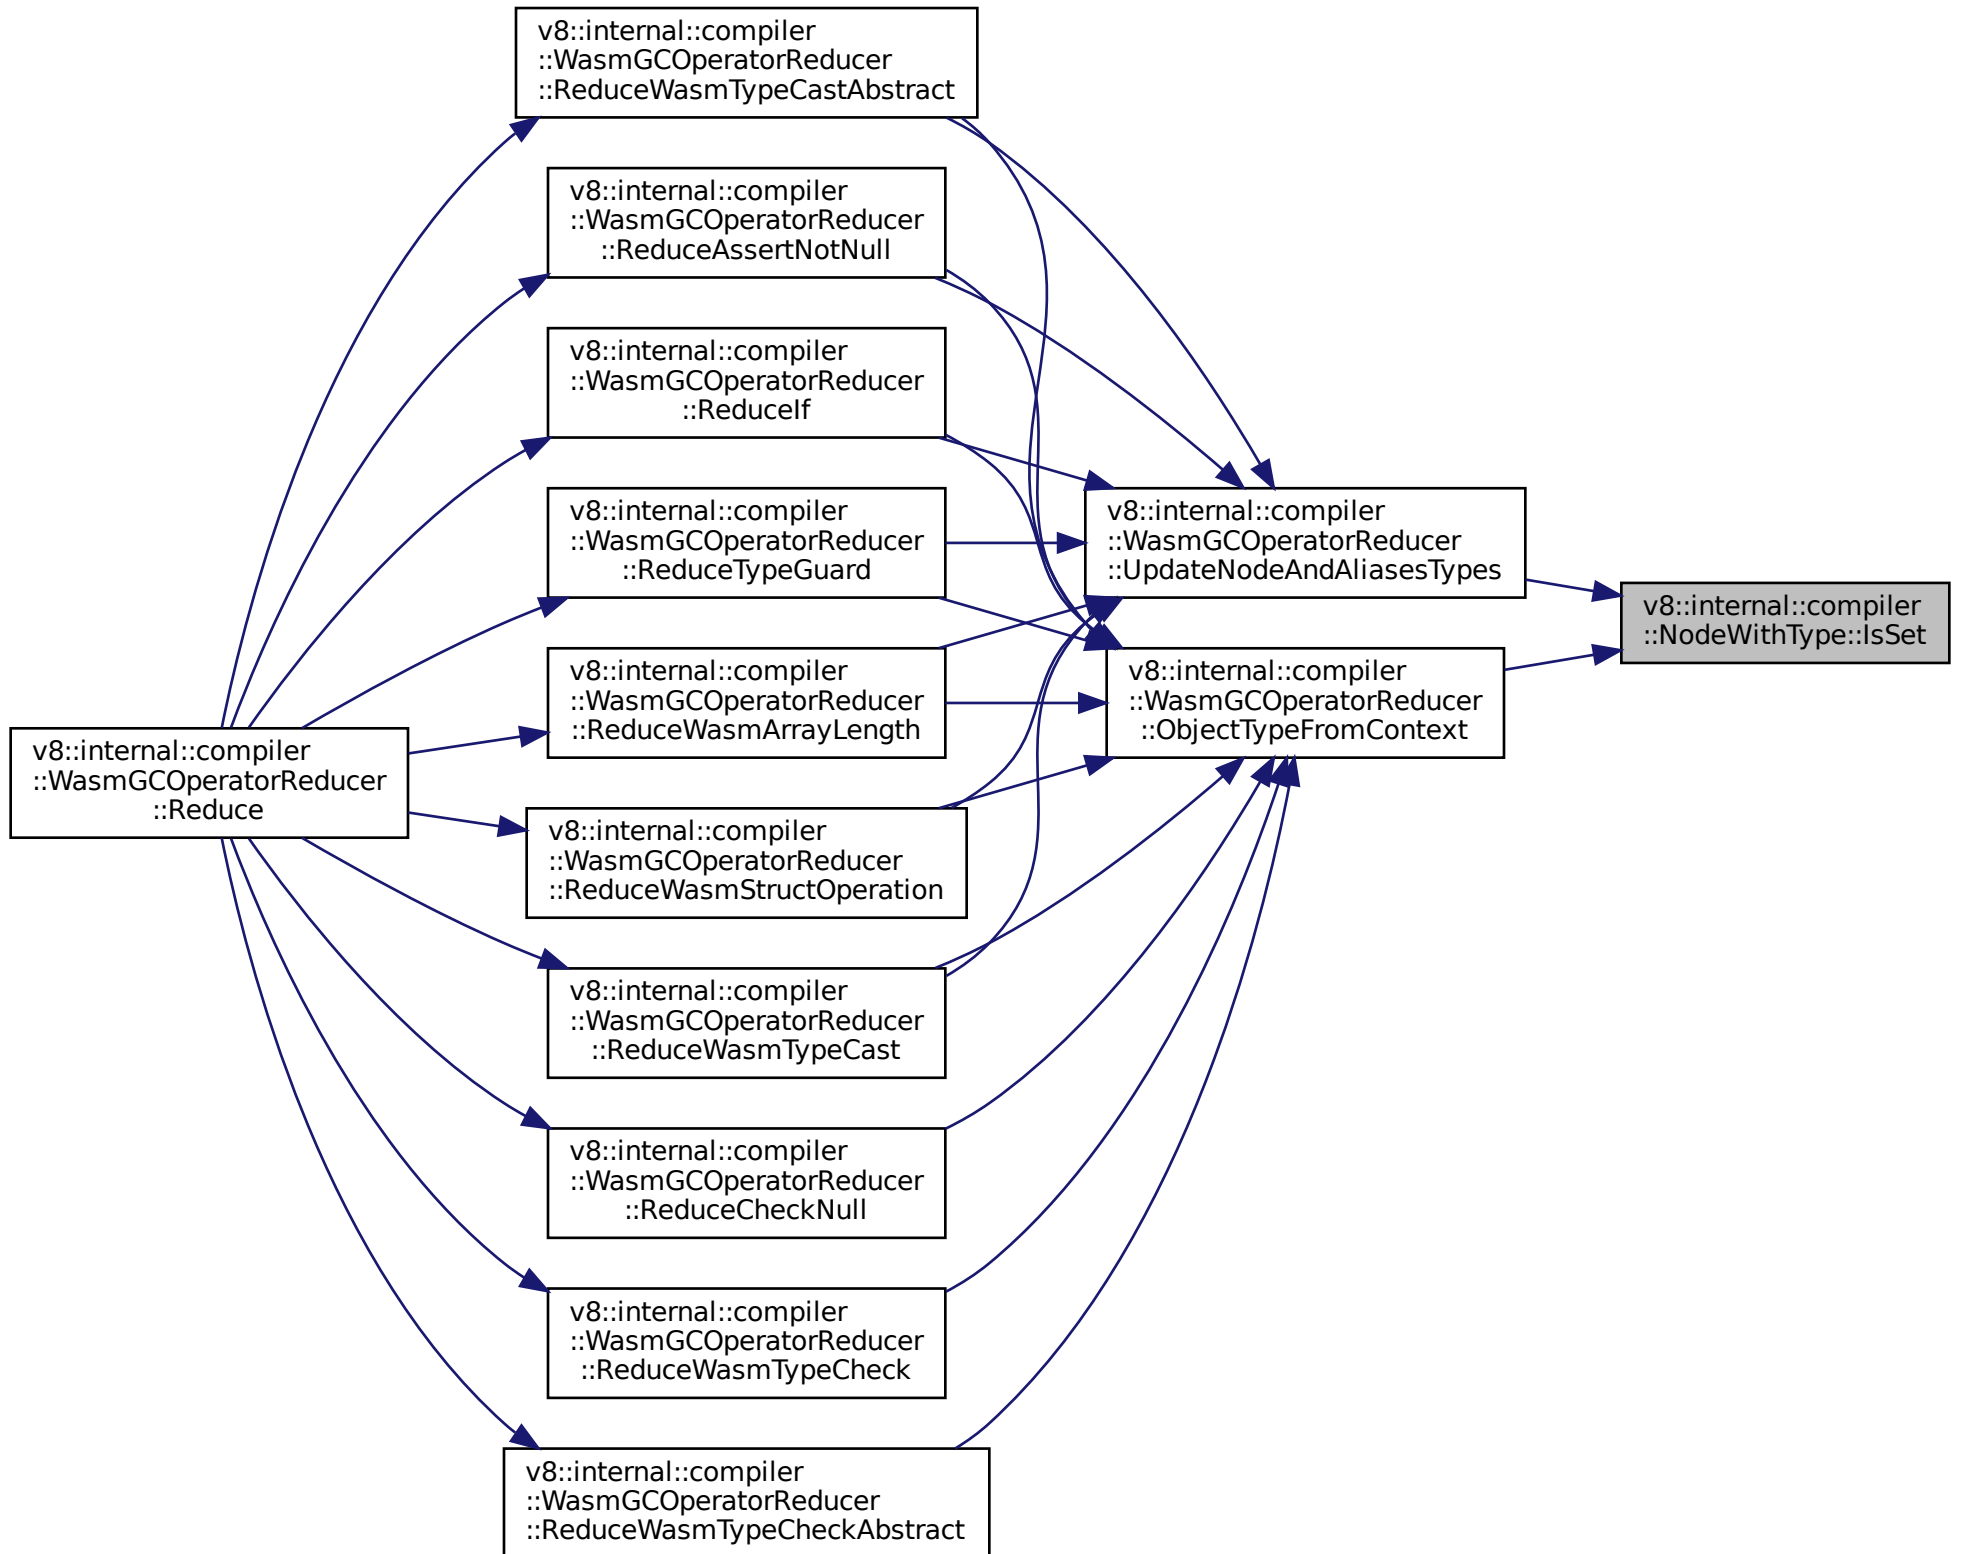 v8::internal::compiler
::WasmGCOperatorReducer
::ReduceWasmTypeCastAbstract
v8::internal::compiler
::WasmGCOperatorReducer
::ReduceAssertNotNull
v8::internal::compiler
::WasmGCOperatorReducer
::ReduceIf
v8::internal::compiler
::WasmGCOperatorReducer
::ReduceTypeGuard
v8::internal::compiler
::WasmGCOperatorReducer
::UpdateNodeAndAliasesTypes
v8::internal::compiler
::NodeWithType::IsSet
v8::internal::compiler
::WasmGCOperatorReducer
::ReduceWasmArrayLength
v8::internal::compiler
::WasmGCOperatorReducer
::ObjectTypeFromContext
v8::internal::compiler
::WasmGCOperatorReducer
::Reduce
v8::internal::compiler
::WasmGCOperatorReducer
::ReduceWasmStructOperation
v8::internal::compiler
::WasmGCOperatorReducer
::ReduceWasmTypeCast
v8::internal::compiler
::WasmGCOperatorReducer
::ReduceCheckNull
v8::internal::compiler
::WasmGCOperatorReducer
::ReduceWasmTypeCheck
v8::internal::compiler
::WasmGCOperatorReducer
::ReduceWasmTypeCheckAbstract